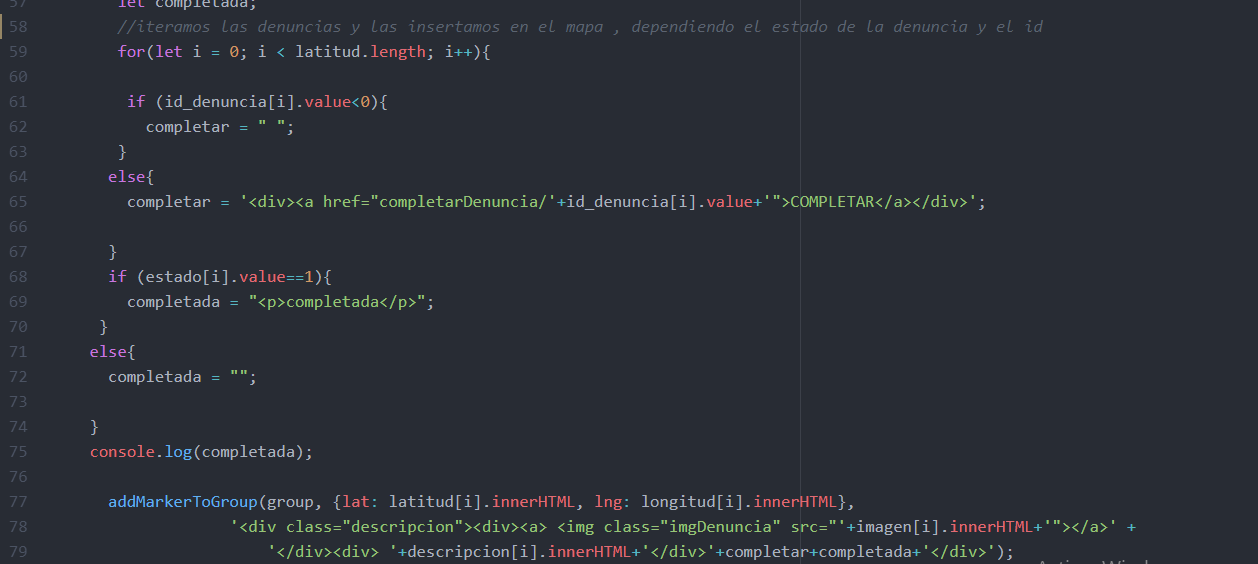 57 let completada;
58 //iteramos las denuncias y las insertamos en el mapa , dependiendo el estado de la denuncia y el id
59 for(let i = 0; i < latitud.length; i++){
60
61 if (id_denuncia[i].value<0){
62 completar = " ";
63 }
64 else{
65 completar = '<div><a href="completarDenuncia/'+id_denuncia[i].value+'">COMPLETAR</a></div>';
66
67 }
68 if (estado[i].value==1){
69 completada = "<p>completada</p>";
70 }
71 else{
72 completada = "";
73
74 }
75 console.log(completada);
76
77 addMarkerToGroup(group, {lat: latitud[i].innerHTML, lng: longitud[i].innerHTML},
78 '<div class="descripcion"><div><a> <img class="imgDenuncia" src="'+imagen[i].innerHTML+'"></a>' +
79 '</div><div> '+descripcion[i].innerHTML+'</div>'+completar+completada+'</div>');